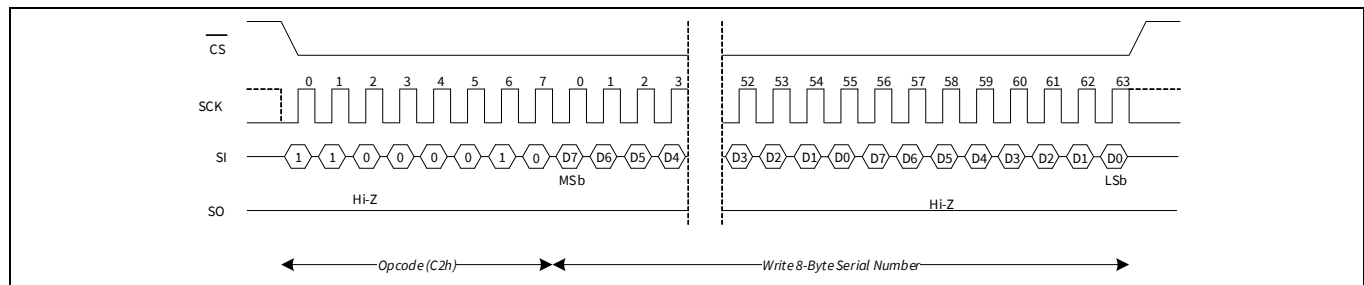 CS
0 1 2 3 4 5 6 7 0 1 2 3 52 53 54 55 56 57 58 59 60 61 62 63
SCK
SI 1 1 0 0 0 0 1 0 D7 D6 D5 D4 D3 D2 D1 D0 D7 D6 D5 D4 D3 D2 D1 D0
MSb LSb
Hi-Z Hi-Z
SO
Opcode (C2h) Write 8-Byte Serial Number